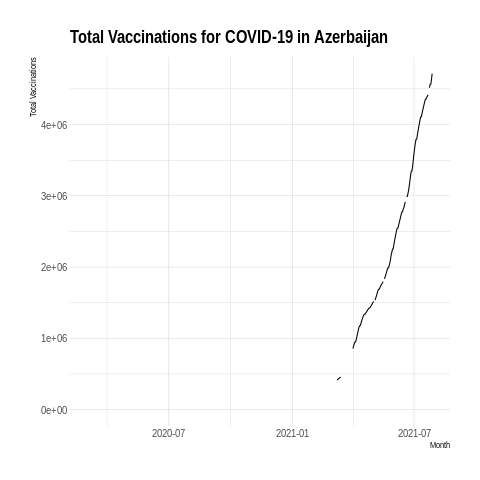 Total Vaccinations for COVID-19 in Azerbaijan
Total Vaccinations
4e+06
3e+06
2e+06
1e+06
0e+00
2020-07
2021-01
2021-07
Month